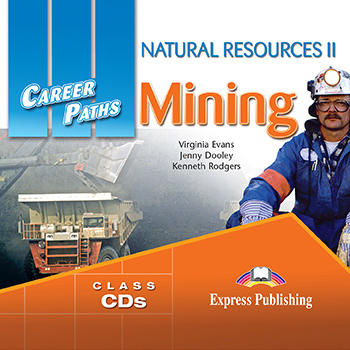 NATURAL RESOURCES II
CAREER
PATHS
Mining
Virginia Evans
Jenny Dooley
Kenneth Rodgers
CLASS
CDs
Express Publishing